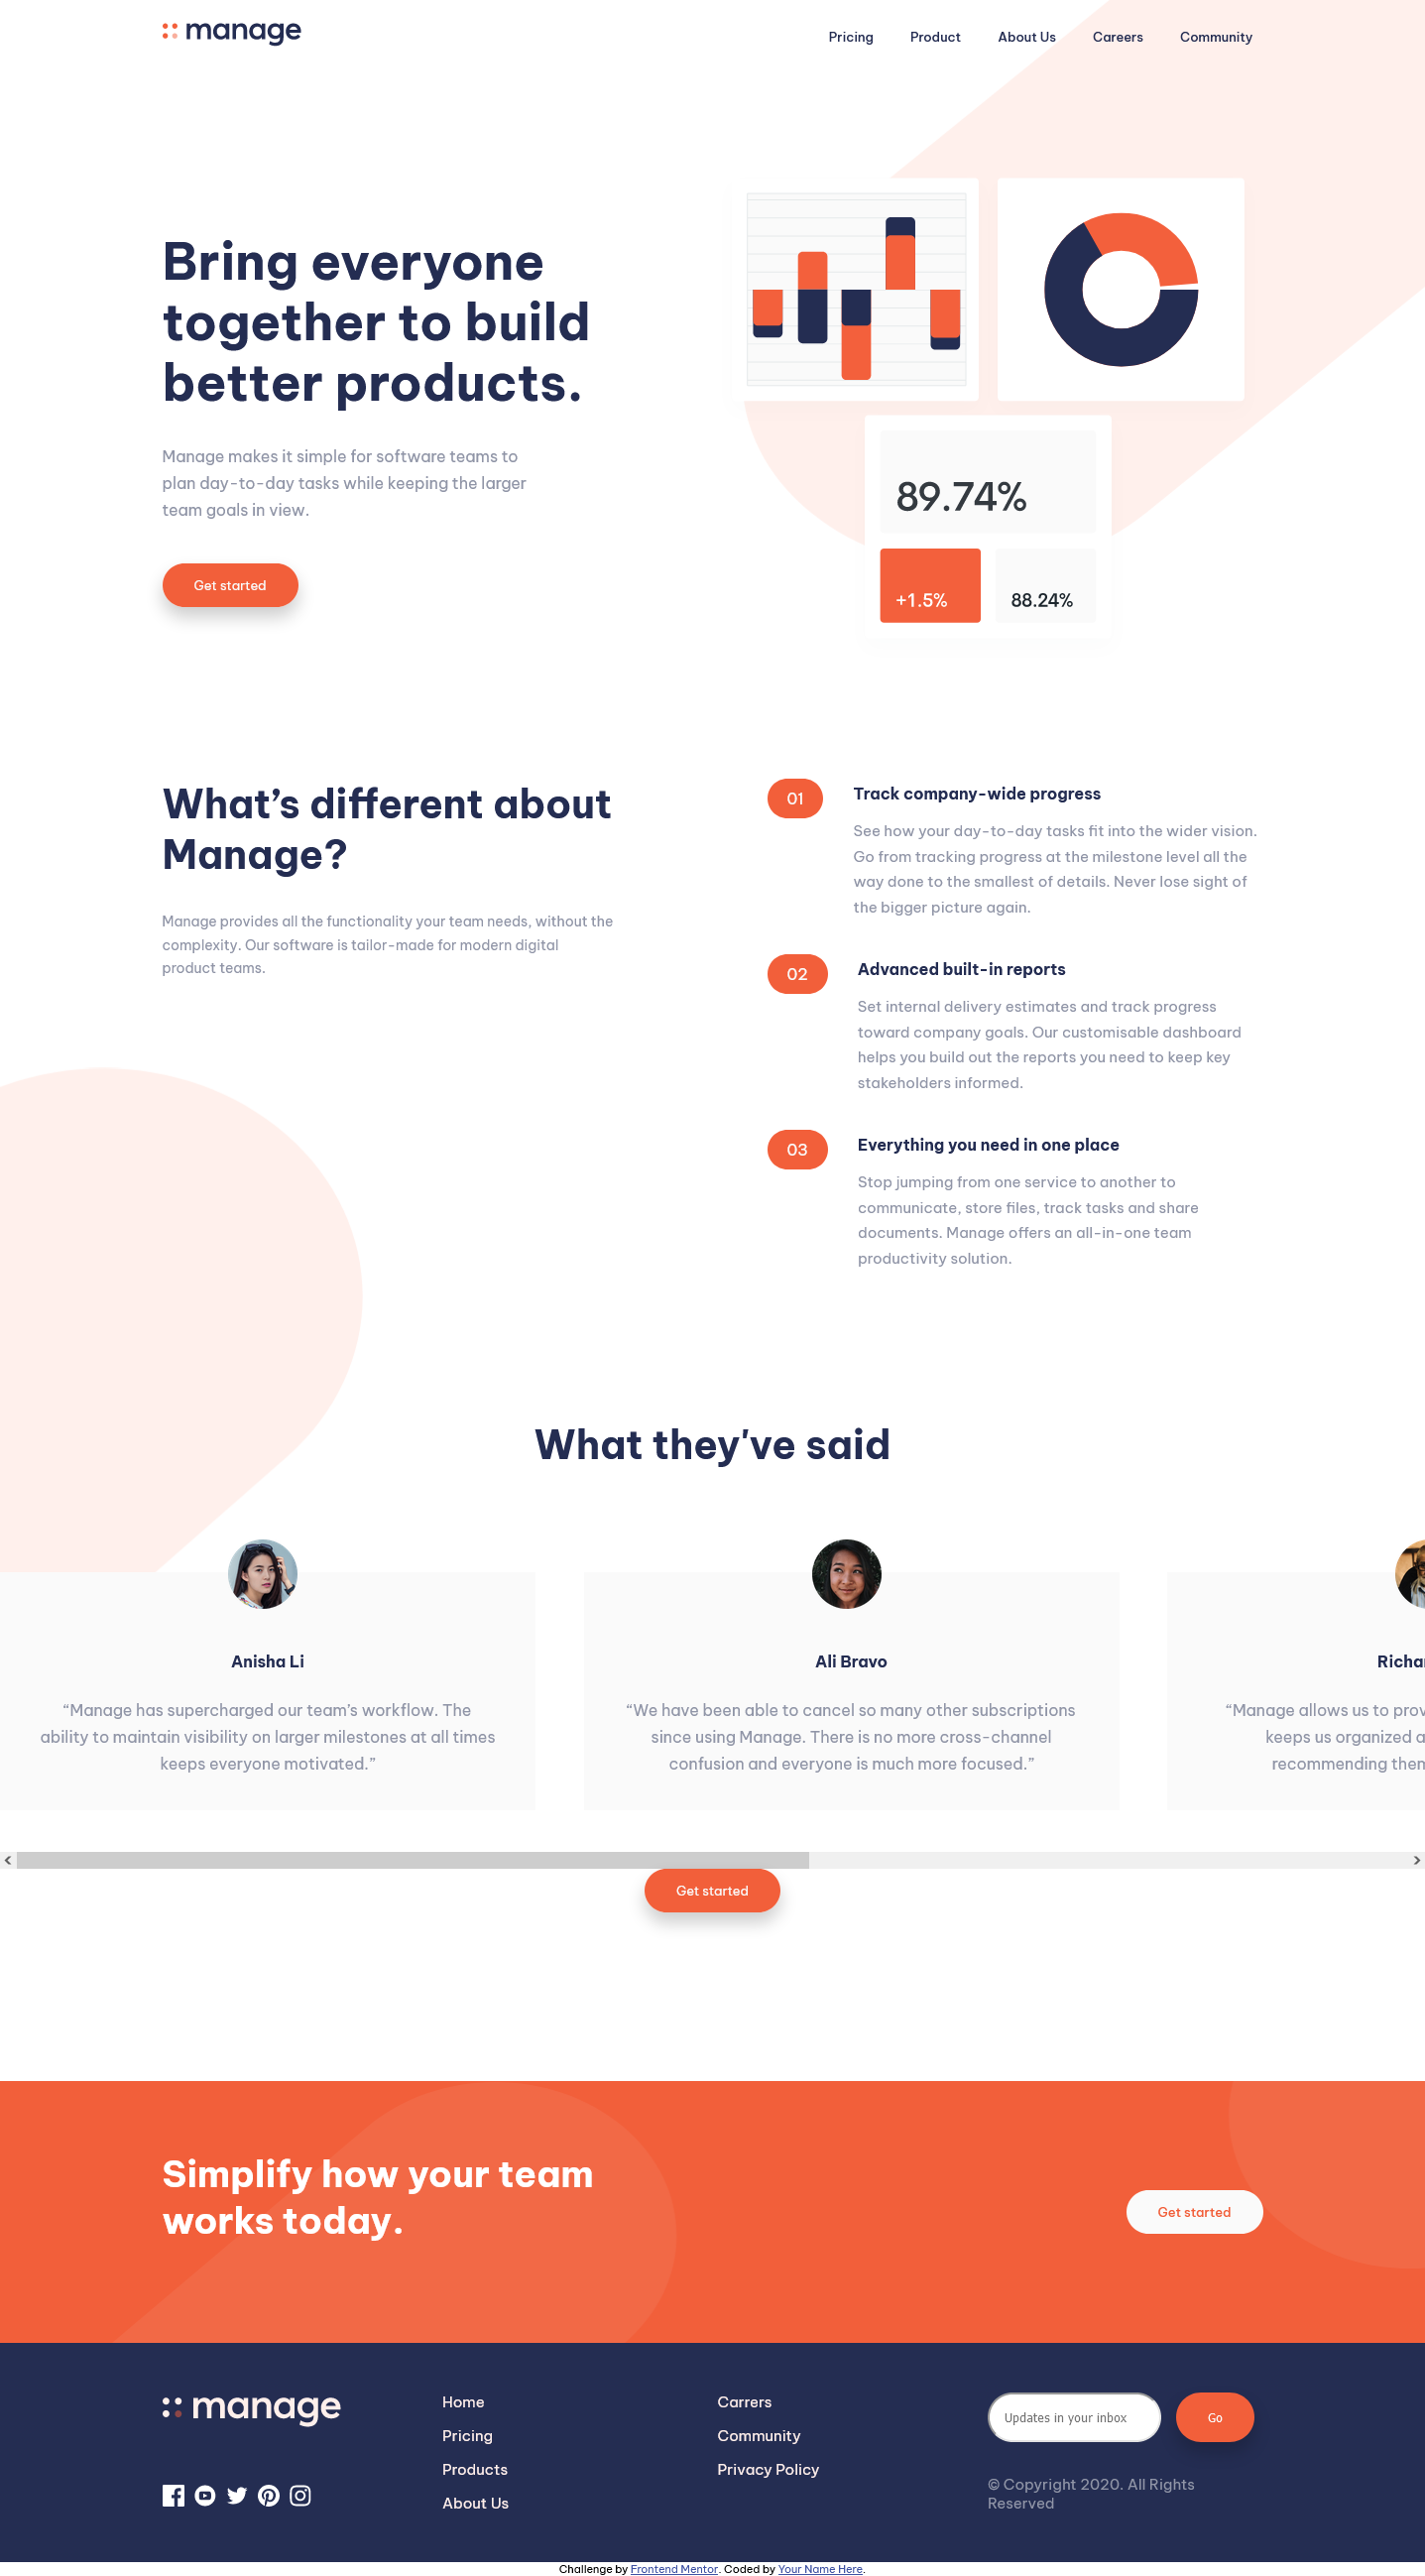 manage
Pricing
Product
About Us
Careers
Community
Bring everyone
together to build
better products.
Manage makes it simple for software teams to
plan day-to-day tasks while keeping the larger
team goals in view.
Get started
89.74%
+1.5%
88.24%
What’s different about
Manage?
Manage provides all the functionality your team needs, without the
complexity. Our software is tailor-made for modern digital
product teams.
01
Track company-wide progress
See how your day-to-day tasks fit into the wider vision.
Go from tracking progress at the milestone level all the
way done to the smallest of details. Never lose sight of
the bigger picture again.
02
Advanced built-in reports
Set internal delivery estimates and track progress
toward company goals. Our customisable dashboard
helps you build out the reports you need to keep key
stakeholders informed.
03
Everything you need in one place
Stop jumping from one service to another to
communicate, store files, track tasks and share
documents. Manage offers an all-in-one team
productivity solution.
What they've said
Anisha Li
“Manage has supercharged our team’s workflow. The
ability to maintain visibility on larger milestones at all times
keeps everyone motivated.”
Ali Bravo
“We have been able to cancel so many other subscriptions
since using Manage. There is no more cross-channel
confusion and everyone is much more focused.”
“Manage allows us to
keeps us organized
recommending
Get started
Simplify how your team
works today.
Get started
manage
Home
Pricing
Products
About Us
Carrers
Community
Privacy Policy
Updates in your inbox
Go
© Copyright 2020. All Rights
Reserved
Challenge by Frontend Mentor. Coded by Your Name Here.